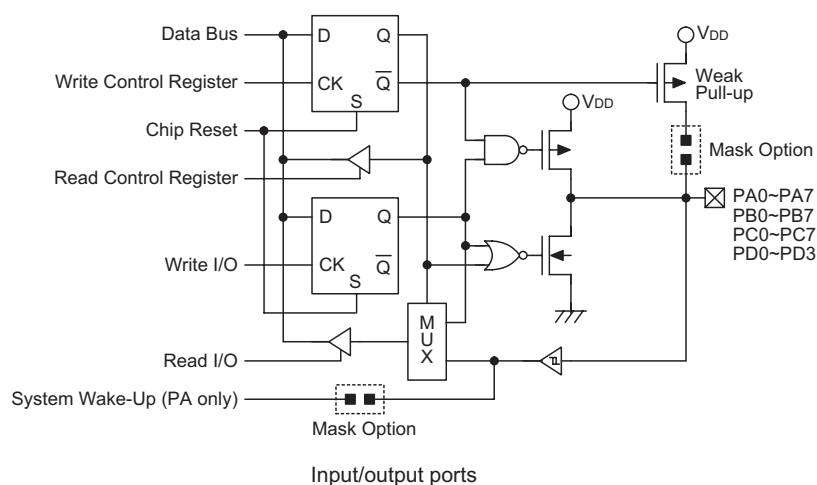 Data Bus
Write Control Register
Chip Reset
Read Control Register
Write I/O
Read I/O
System Wake-Up (PA only)
Mask Option
D Q
CK Q
S
D Q
CK Q
S
M
U
X
VDD
VDD
Weak
Pull-up
Mask Option
PA0~PA7
PB0~PB7
PC0~PC7
PD0~PD3
Input/output ports